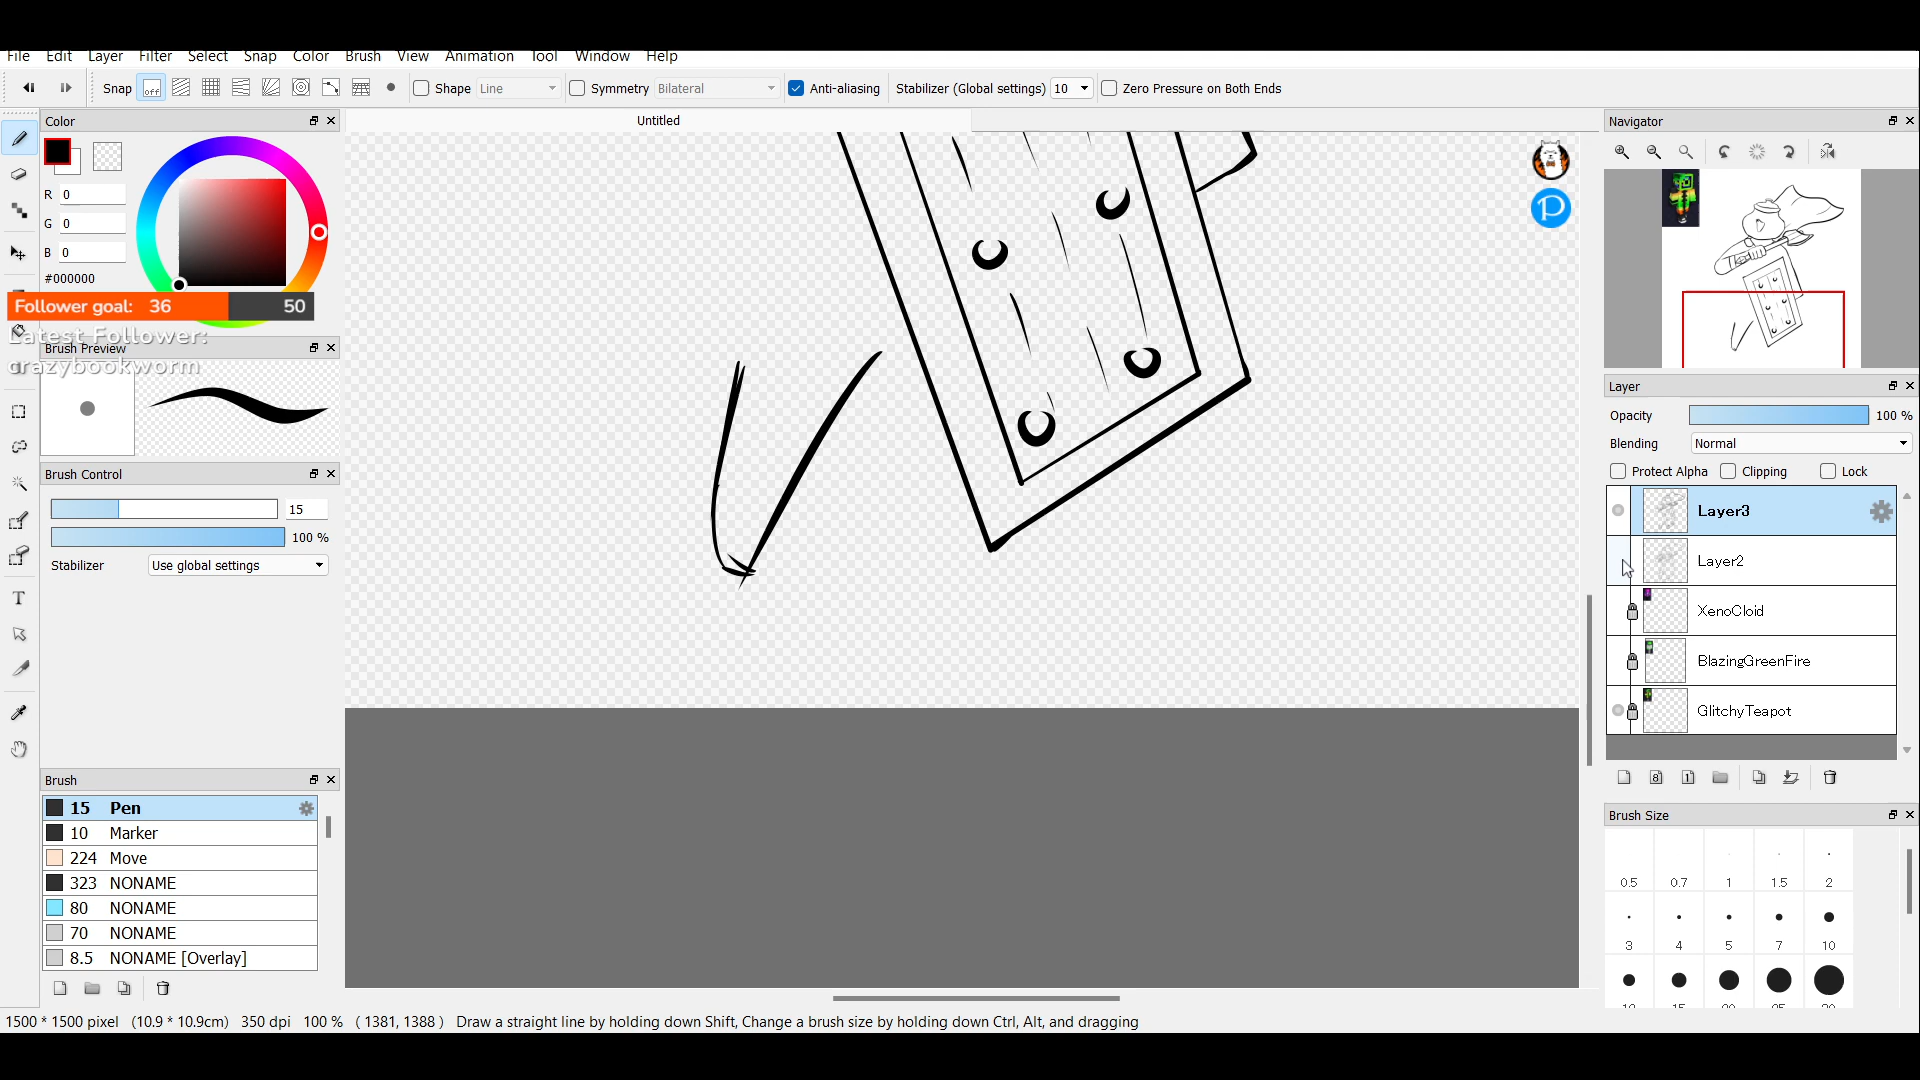 File Edit Layer Filter Select Snap Color Brush View Animation Tool Window Help
Snap off Shape Line Symmetry Bilateral Anti-aliasing Stabilizer (Global settings) 10 Zero Pressure on Both Ends
Color
R 0
G 0
B 0
#000000
Follower goal: 36 50
Latest Follower:
crazybookworm
Brush Preview
Brush Control
15
100 %
Stabilizer Use global settings
Brush
15 Pen
10 Marker
224 Move
323 NONAME
80 NONAME
70 NONAME
8.5 NONAME [Overlay]
Untitled
Navigator
Layer
Opacity 100 %
Blending Normal
Protect Alpha Clipping Lock
Layer3
Layer2
XenoCloid
BlazingGreenFire
GlitchyTeapot
Brush Size
0.5 0.7 1 1.5 2
3 4 5 7 10
1500 * 1500 pixel (10.9 * 10.9cm) 350 dpi 100 % ( 1381, 1388 ) Draw a straight line by holding down Shift, Change a brush size by holding down Ctrl, Alt, and dragging